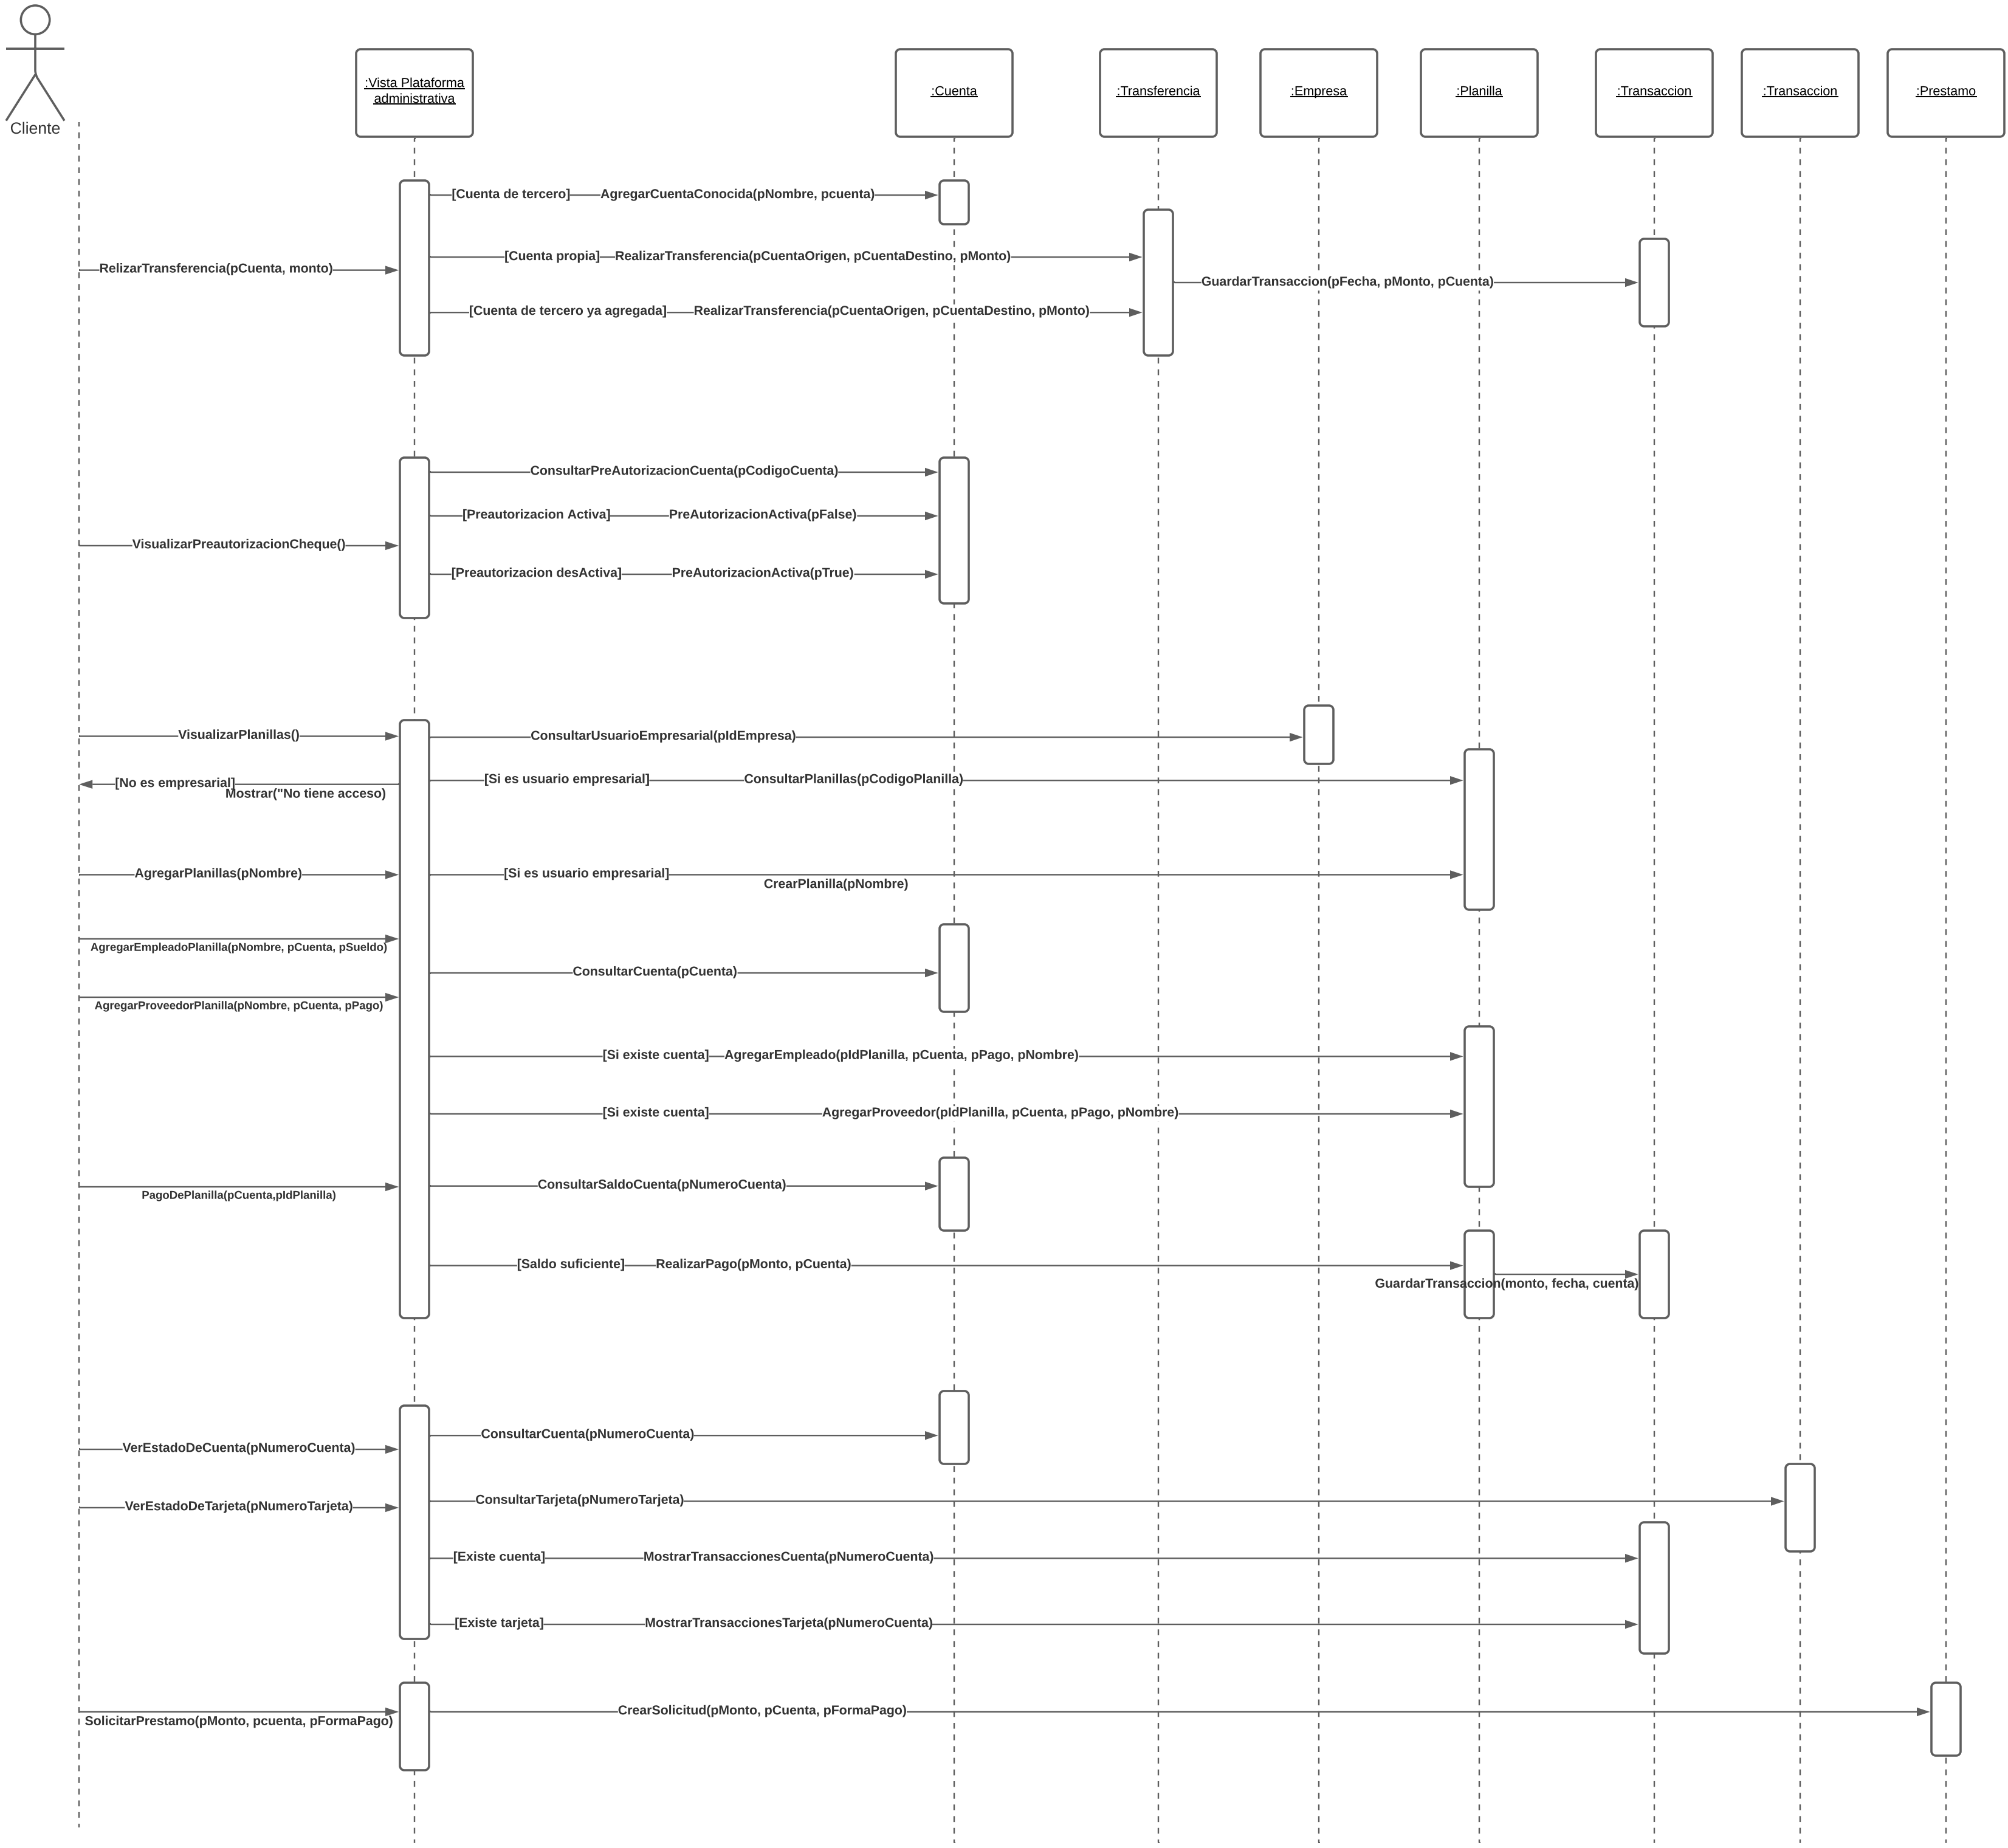 Cliente
:Vista Plataforma
administrativa
:Cuenta
:Transferencia
:Empresa
:Planilla
:Transaccion
:Transaccion
:Prestamo
[Cuenta de tercero]
AgregarCuentaConocida(pNombre, pcuenta)
[Cuenta propia]
RealizarTransferencia(pCuentaOrigen, pCuentaDestino, pMonto)
RelizarTransferencia(pCuenta, monto)
GuardarTransaccion(pFecha, pMonto, pCuenta)
[Cuenta de tercero ya agregada]
RealizarTransferencia(pCuentaOrigen, pCuentaDestino, pMonto)
ConsultarPreAutorizacionCuenta(pCodigoCuenta)
[Preautorizacion Activa]
PreAutorizacionActiva(pFalse)
VisualizarPreautorizacionCheque()
[Preautorizacion desActiva]
PreAutorizacionActiva(pTrue)
VisualizarPlanillas()
ConsultarUsuarioEmpresarial(pIdEmpresa)
[No es empresarial]
Mostrar("No tiene acceso)
[Si es usuario empresarial]
ConsultarPlanillas(pCodigoPlanilla)
AgregarPlanillas(pNombre)
[Si es usuario empresarial]
CrearPlanilla(pNombre)
AgregarEmpleadoPlanilla(pNombre, pCuenta, pSueldo)
ConsultarCuenta(pCuenta)
AgregarProveedorPlanilla(pNombre, pCuenta, pPago)
[Si existe cuenta]
AgregarEmpleado(pIdPlanilla, pCuenta, pPago, pNombre)
[Si existe cuenta]
AgregarProveedor(pIdPlanilla, pCuenta, pPago, pNombre)
PagoDePlanilla(pCuenta,pIdPlanilla)
ConsultarSaldoCuenta(pNumeroCuenta)
[Saldo suficiente]
RealizarPago(pMonto, pCuenta)
GuardarTransaccion(monto, fecha, cuenta)
ConsultarCuenta(pNumeroCuenta)
VerEstadoDeCuenta(pNumeroCuenta)
ConsultarTarjeta(pNumeroTarjeta)
VerEstadoDeTarjeta(pNumeroTarjeta)
[Existe cuenta]
MostrarTransaccionesCuenta(pNumeroCuenta)
[Existe tarjeta]
MostrarTransaccionesTarjeta(pNumeroCuenta)
SolicitarPrestamo(pMonto, pcuenta, pFormaPago)
CrearSolicitud(pMonto, pCuenta, pFormaPago)